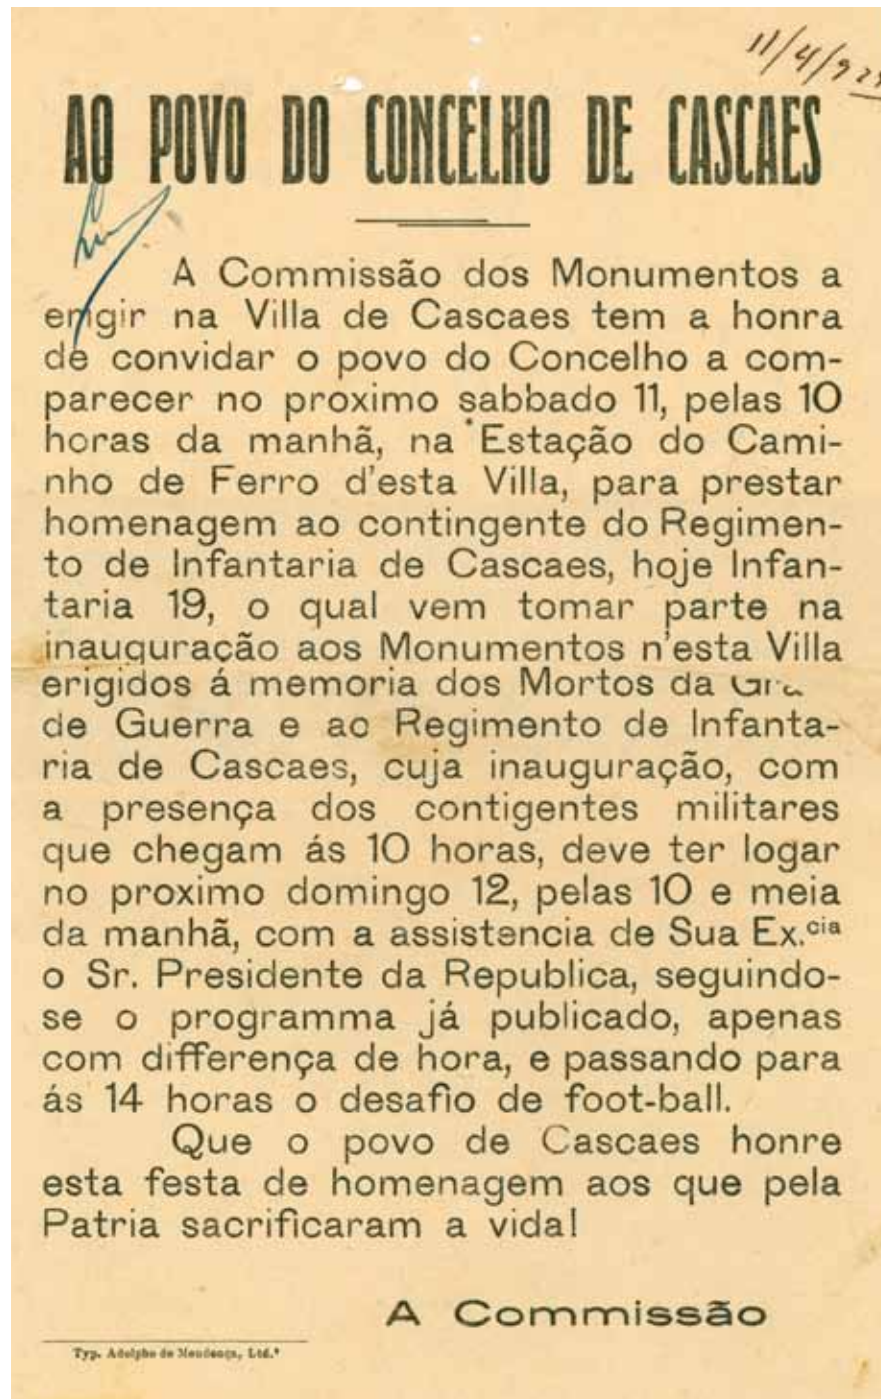 11/4/925
AO POVO DO CONCELHO DE CASCAES
A Commissão dos Monumentos a
erigir na Villa de Cascaes tem a honra
de convidar o povo do Concelho a com-
parecer no proximo sabbado 11, pelas 10
horas da manhã, na Estação do Cami-
nho de Ferro d'esta Villa, para prestar
homenagem ao contingente do Regimen-
to de Infantaria de Cascaes, hoje Infan-
taria 19, o qual vem tomar parte na
inauguração aos Monumentos n'esta Villa
erigidos á memoria dos Mortos da
de Guerra e ao Regimento de Infanta-
ria de Cascaes, cuja inauguração, com
a presença dos contigentes militares
que chegam ás 10 horas, deve ter logar
no proximo domingo 12, pelas 10 e meia
da manhã, com a assistencia de Sua Ex.cia
o Sr. Presidente da Republica, seguindo-
se o programma já publicado, apenas
com differença de hora, e passando para
ás 14 horas o desafio de foot-ball.
Que o povo de Cascaes honre
esta festa de homenagem aos que pela
Patria sacrificaram a vida!
A Commissão
Typ. Adolpho de Mendonça, Ltd.ª